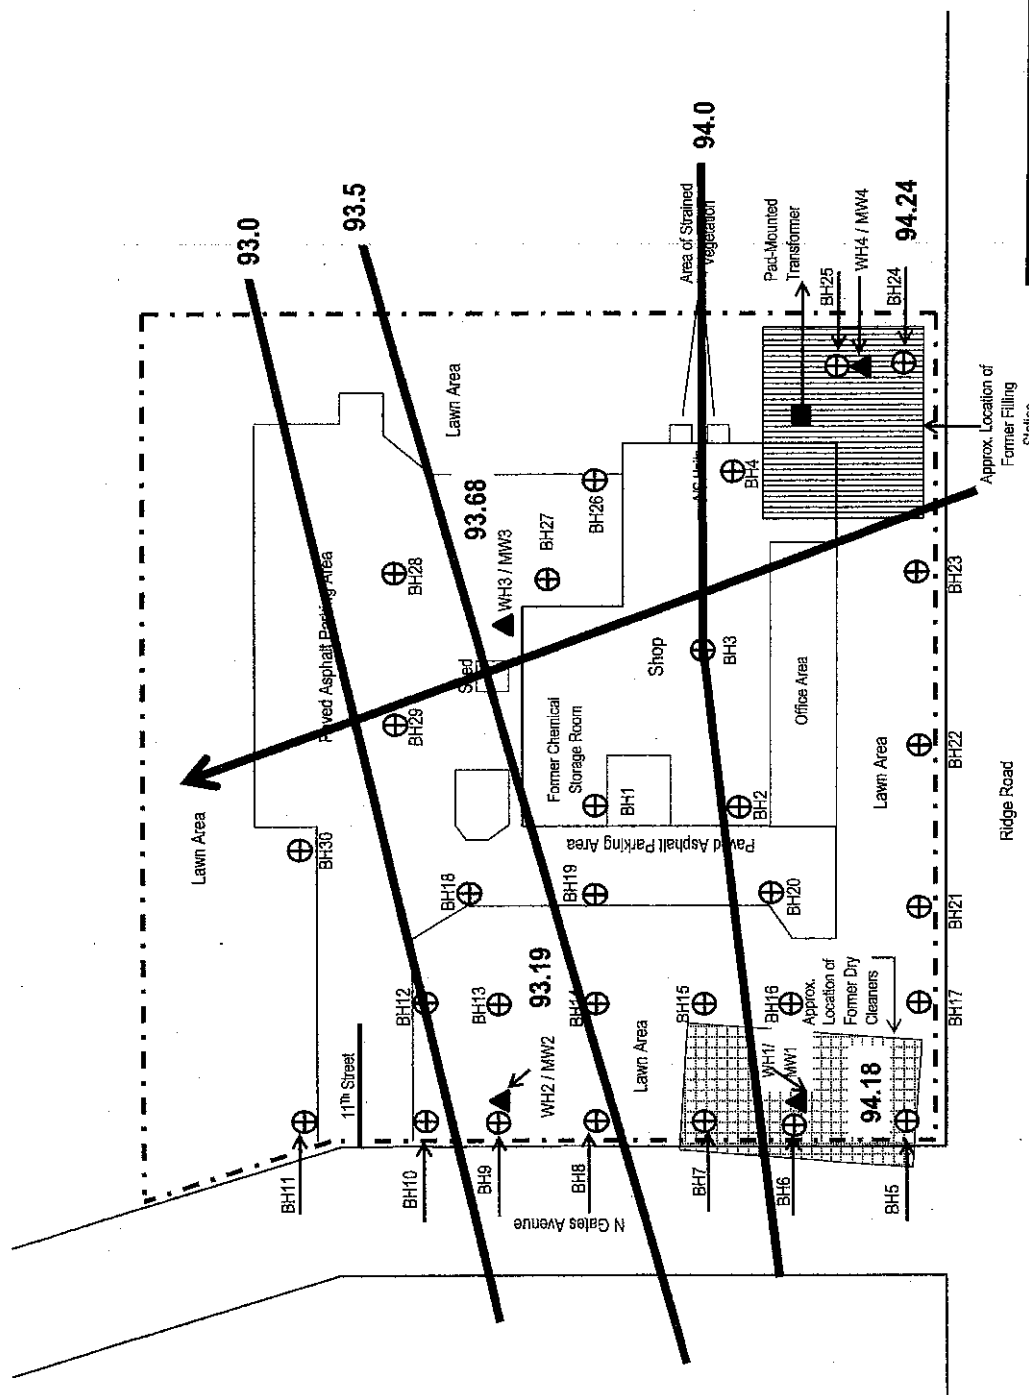 93.0
93.5
94.0
94.24
Area of Strained
Vegetation
Pad-Mounted
Transformer
BH25
WH4 / MW4
BH24
Approx. Location of
Former Filling
Lawn Area
93.68
WH3 / MW3
BH27
BH26
BH4
BH28
Paved Asphalt Parking Area
Shed
BH29
BH3
Shop
Office Area
BH23
BH22
Lawn Area
Ridge Road
Former Chemical
Storage Room
BH1
BH2
Paved Asphalt Parking Area
Lawn Area
BH30
BH18
BH19
BH20
BH21
BH12
BH13
93.19
BH14
BH15
BH16
BH17
Approx.
Location of
Former Dry
Cleaners
Lawn Area
WH2 / MW2
WH1/
MW1
94.18
11Th Street
BH11
BH10
BH9
BH8
BH7
BH6
BH5
N Gates Avenue